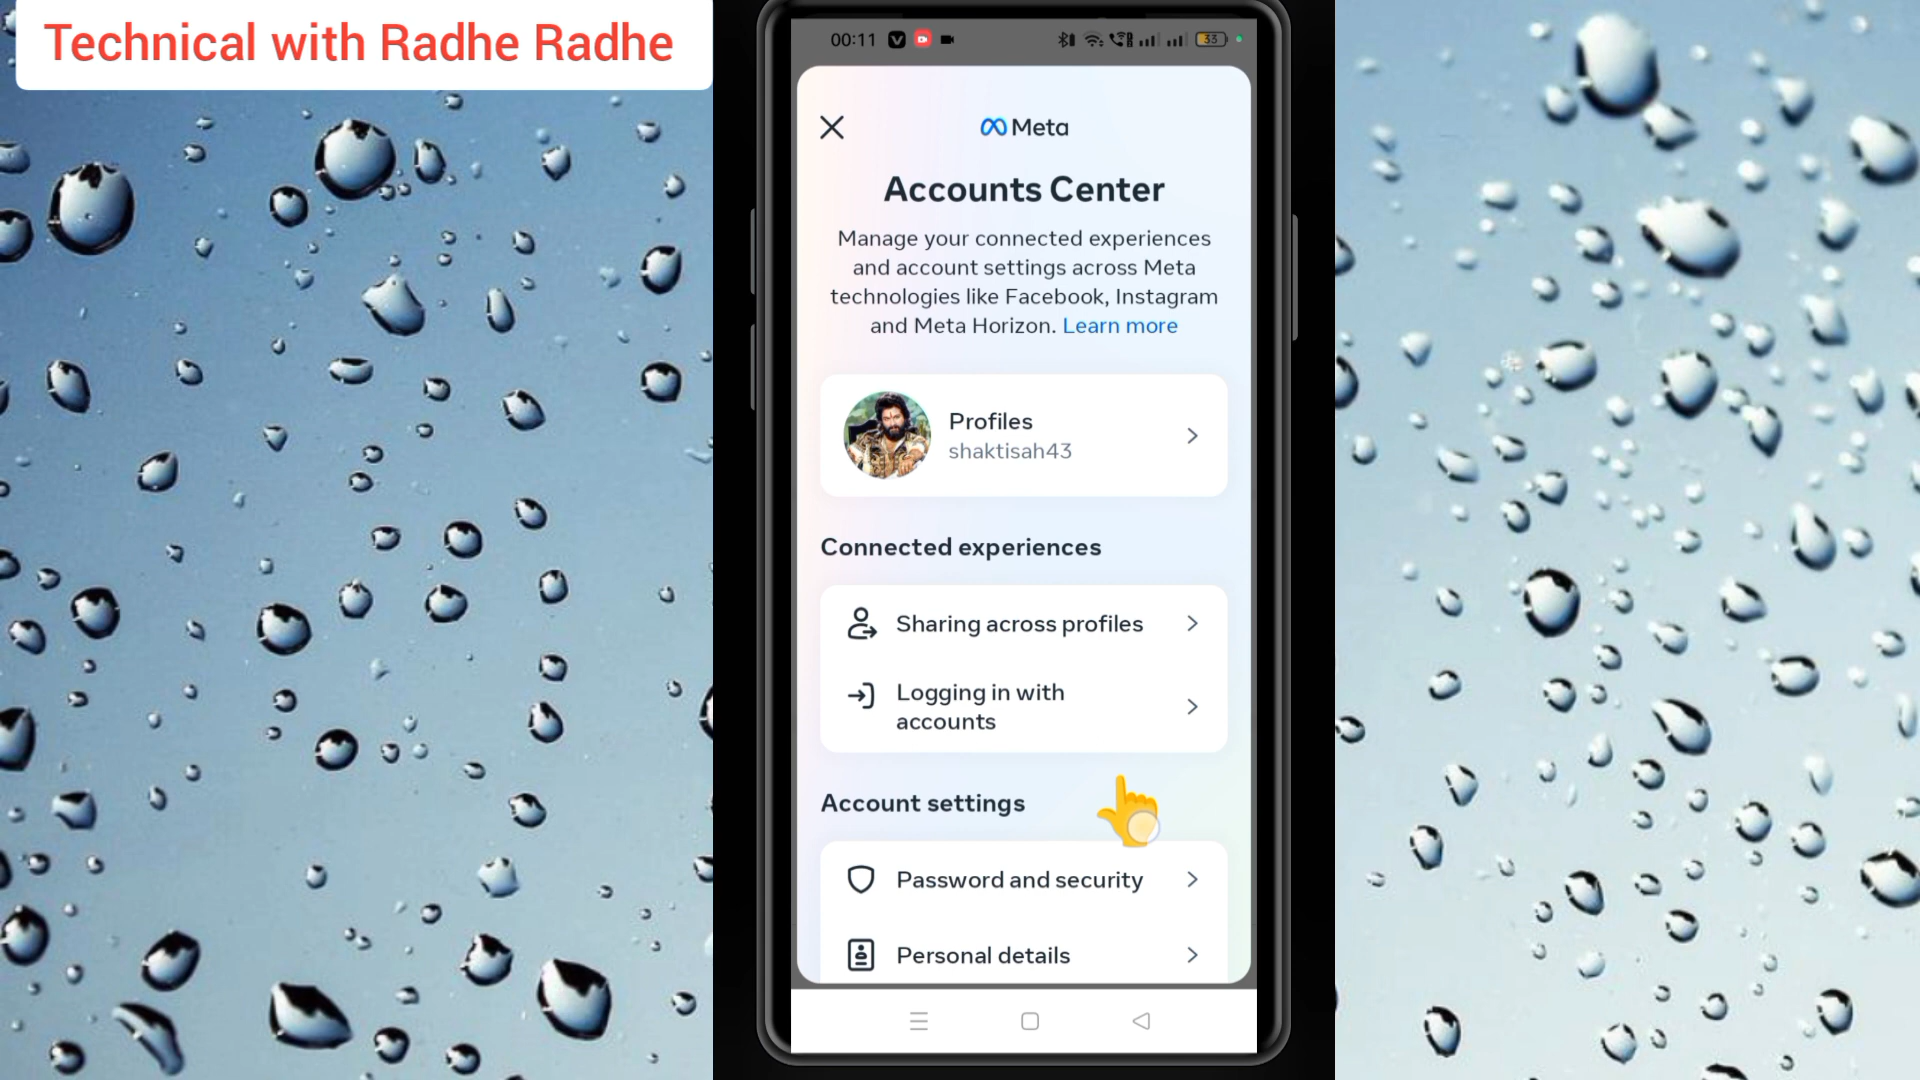 Technical with Radhe Radhe
00:11
33
Meta
Accounts Center
Manage your connected experiences
and account settings across Meta
technologies like Facebook, Instagram
and Meta Horizon. Learn more
Profiles
shaktisah43
Connected experiences
Sharing across profiles
Logging in with
accounts
Account settings
Password and security
Personal details